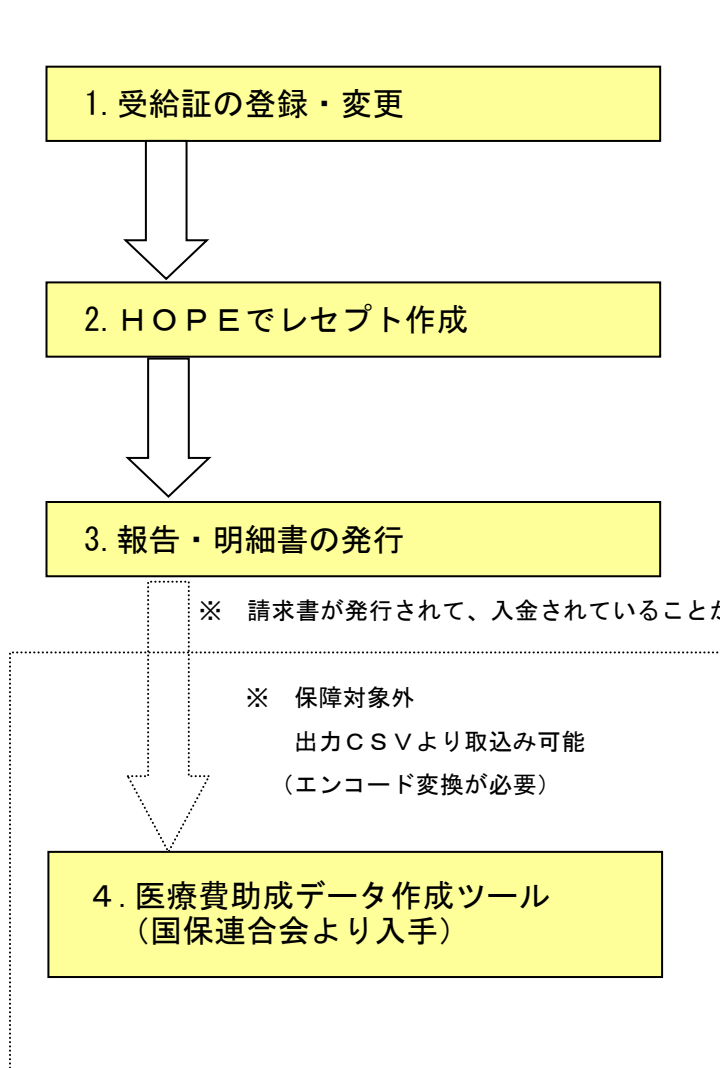 1. 受給証の登録・変更
2. ＨＯＰＥでレセプト作成
3. 報告・明細書の発行
※　請求書が発行されて、入金されていること
※　保障対象外
出力ＣＳＶより取込み可能
（エンコード変換が必要）
４. 医療費助成データ作成ツール
（国保連合会より入手）